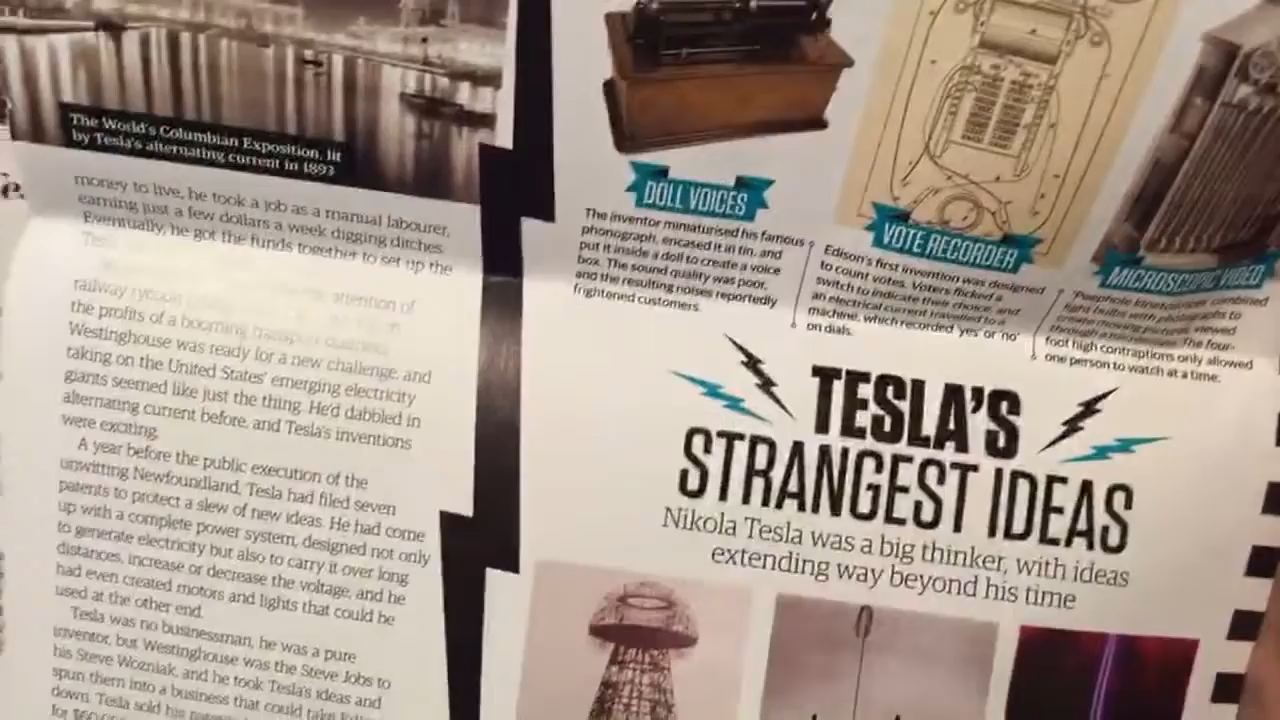 The World's Columbian Exposition, lit
by Tesla's alternating current in 1893
money to live, he took a job as a manual labourer,
earning just a few dollars a week digging ditches.
Eventually, he got the funds together to set up the
Tesla
attention of
railway tycoon
the profits of a booming transport business
Westinghouse was ready for a new challenge, and
taking on the United States' emerging electricity
giants seemed like just the thing. He'd dabbled in
alternating current before, and Tesla's inventions
were exciting.
A year before the public execution of the
unwitting Newfoundland, Tesla had filed seven
patents to protect a slew of new ideas. He had come
up with a complete power system, designed not only
to generate electricity but also to carry it over long
distances, increase or decrease the voltage, and he
had even created motors and lights that could be
used at the other end.
Tesla was no businessman, he was a pure
inventor, but Westinghouse was the Steve Jobs to
his Steve Wozniak, and he took Tesla's ideas and
spun them into a business that could take
down. Tesla sold his
for
DOLL VOICES
The inventor miniaturised his famous
phonograph, encased it in tin, and
put it inside a doll to create a voice
box. The sound quality was poor,
and the resulting noises reportedly
frightened customers.
VOTE RECORDER
Edison's first invention was designed
to count votes. Voters flicked a
switch to indicate their choice, and
an electrical current travelled to a
machine, which recorded 'yes' or 'no'
on dials.
MICROSCOPIC VIDEO
'Peephole kinetoscopes' combined
light bulbs with photographs to
create moving pictures, viewed
through a The four-
foot high contraptions only allowed
one person to watch at a time.
TESLA'S
STRANGEST IDEAS
Nikola Tesla was a big thinker, with ideas
extending way beyond his time